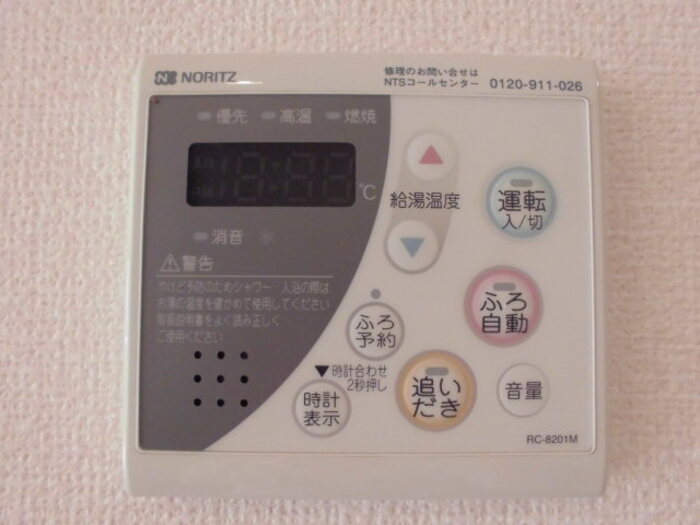 NORITZ
修理のお問い合せは
NTSコールセンター 0120-911-026
優先 高温 燃焼
℃
給湯温度
運転
入/切
消音
警告
やけど予防のためシャワー・入浴の際は
お湯の温度を確かめて使用してください
取扱説明書をよく読み正しく
ご使用ください
ふろ
自動
ふろ
予約
▼時計合わせ
2秒押し
時計
表示
追い
だき
音量
RC-8201M